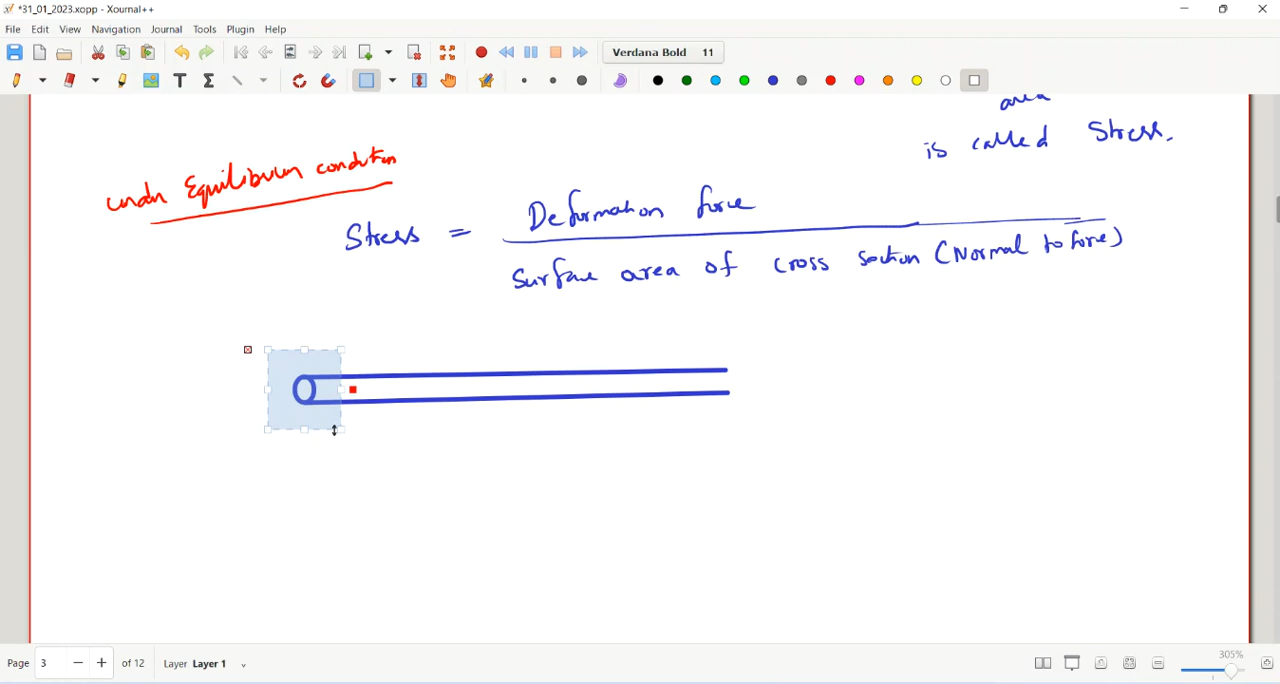 *31_01_2023.xopp - Xournal++
File Edit View Navigation Journal Tools Plugin Help
Verdana Bold 11
area
is called Stress.
under Equilibrium condition
Stress = Deformation force
surface area of cross section (Normal to force)
Page 3 of 12 Layer Layer 1
305%